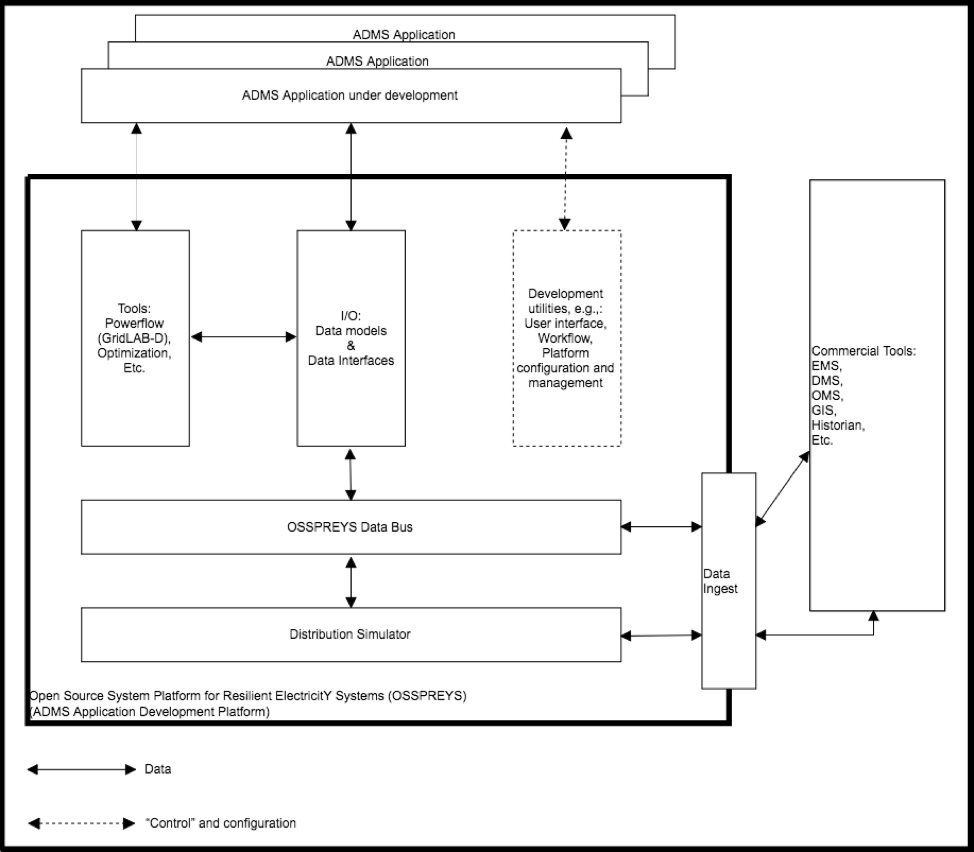 ADMS Application
ADMS Application
ADMS Application under development
Tools:
Powerflow
(GridLAB-D),
Optimization,
Etc.
I/O:
Data models
&
Data Interfaces
Development
utilities, e.g.,:
User interface,
Workflow,
Platform
configuration and
management
Commercial Tools:
EMS,
DMS,
OMS,
GIS,
Historian,
Etc.
OSSPREYS Data Bus
Data
Ingest
Distribution Simulator
Open Source System Platform for Resilient ElectricitY Systems (OSSPREYS)
(ADMS Application Development Platform)
Data
“Control” and configuration